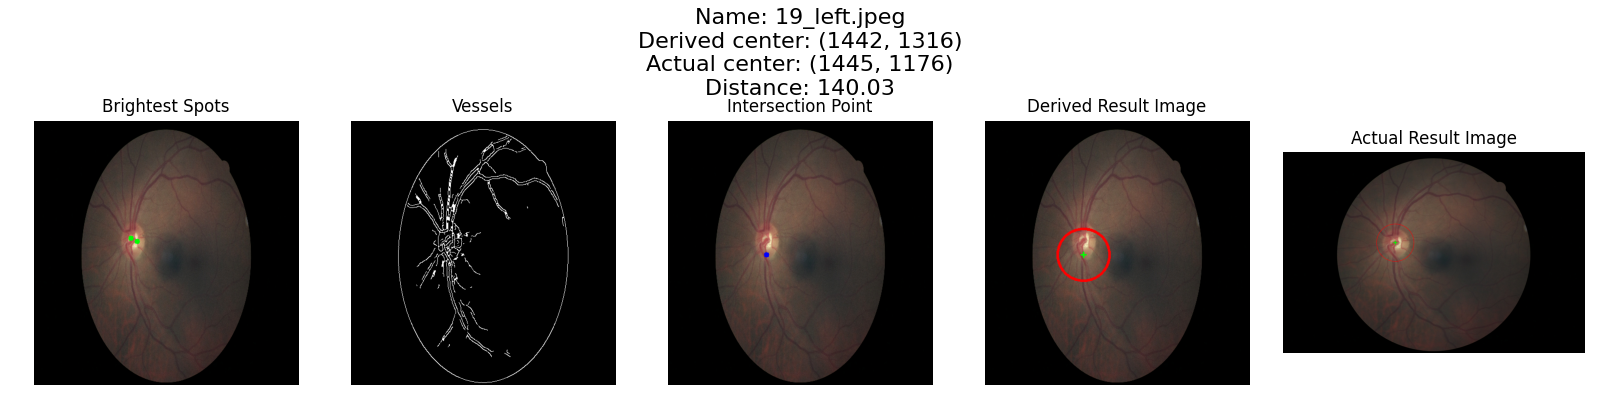 Name: 19_left.jpeg
Derived center: (1442, 1316)
Actual center: (1445, 1176)
Distance: 140.03
Brightest Spots
Vessels
Intersection Point
Derived Result Image
Actual Result Image